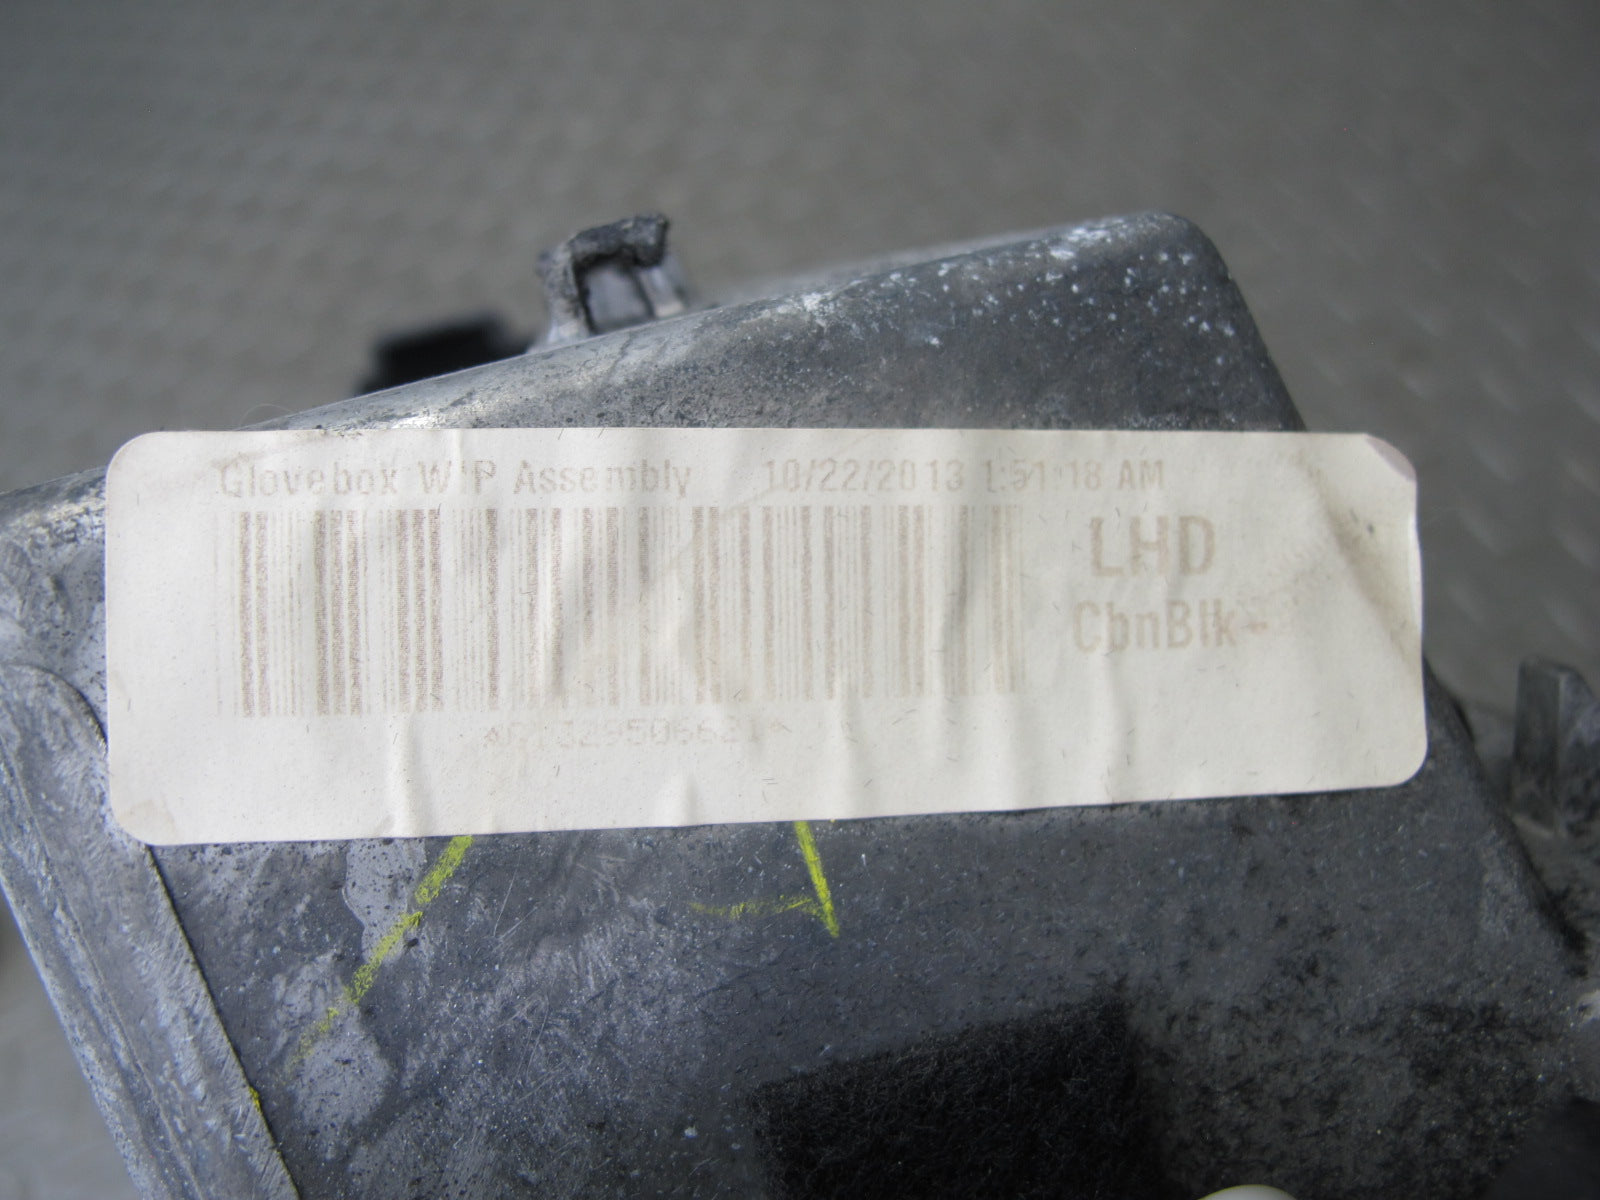 Glovebox WIP Assembly 10/22/2013 1:51:18 AM
LHD
CbnBlk-